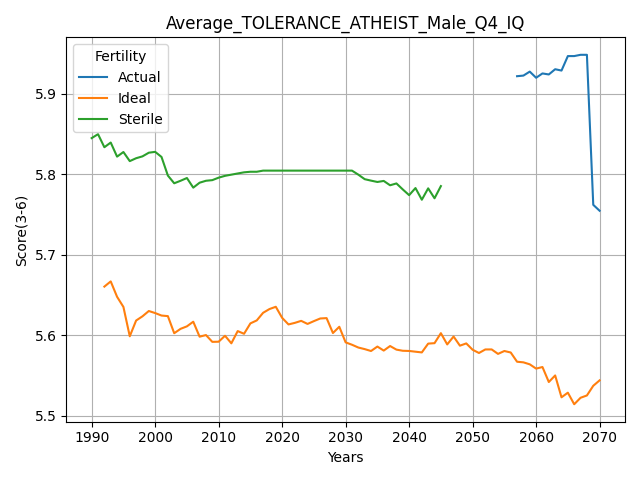 Average_TOLERANCE_ATHEIST_Male_Q4_IQ
Fertility
Actual
Ideal
Sterile
Score(3-6)
5.9
5.8
5.7
5.6
5.5
1990 2000 2010 2020 2030 2040 2050 2060 2070
Years